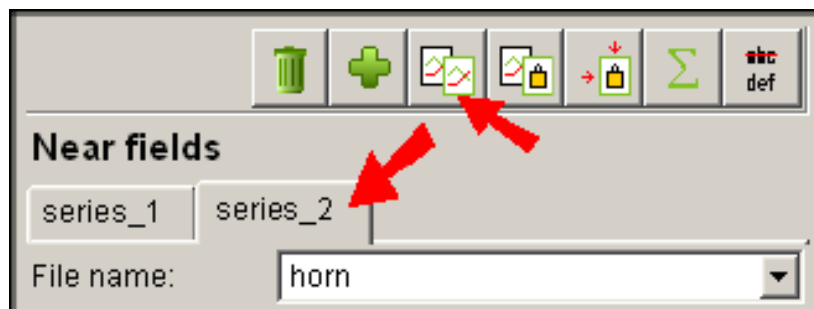 Σ
abc
def
Near fields
series_1 series_2
File name: horn